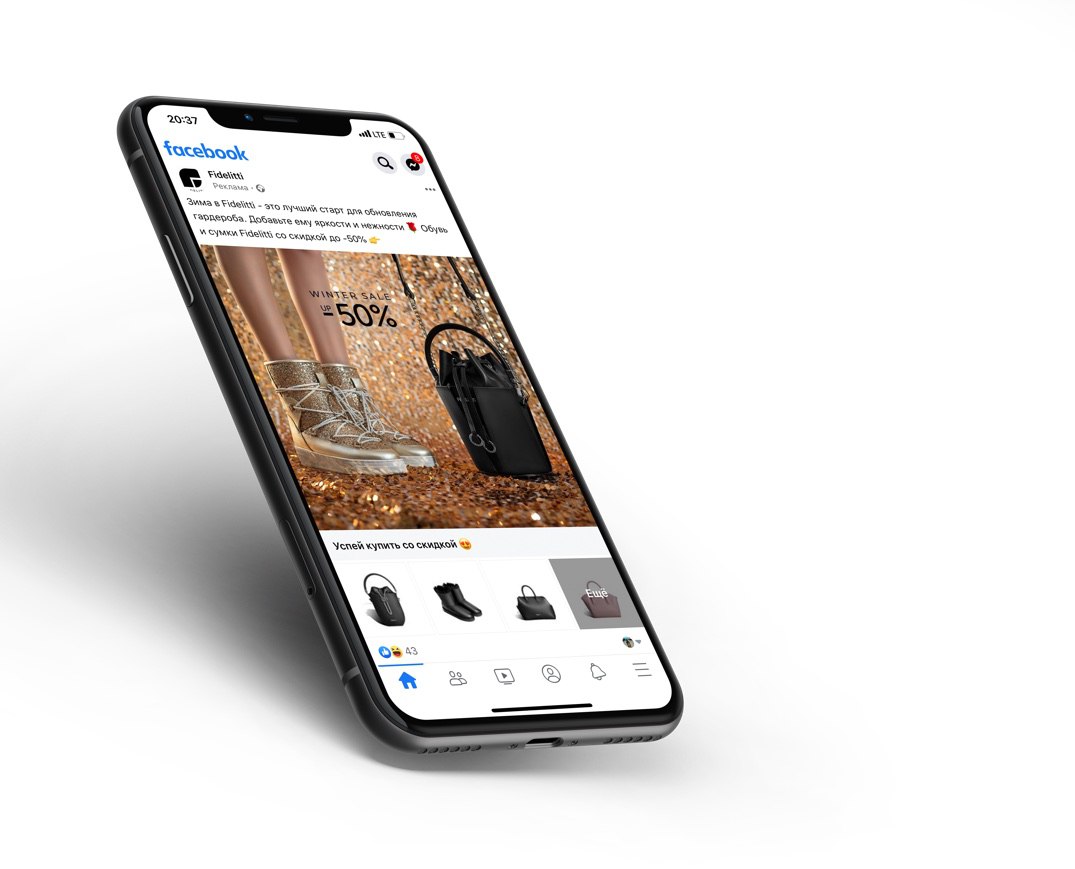 20:37
LTE
facebook
8
Fidelitti
Реклама ·
Зима в Fidelitti - это лучший старт для обновления
гардероба. Добавьте ему яркости и нежности 🌹 Обувь
и сумки Fidelitti со скидкой до -50% 👉
WINTER SALE
UP
50%
Успей купить со скидкой 😍
Ещё
43